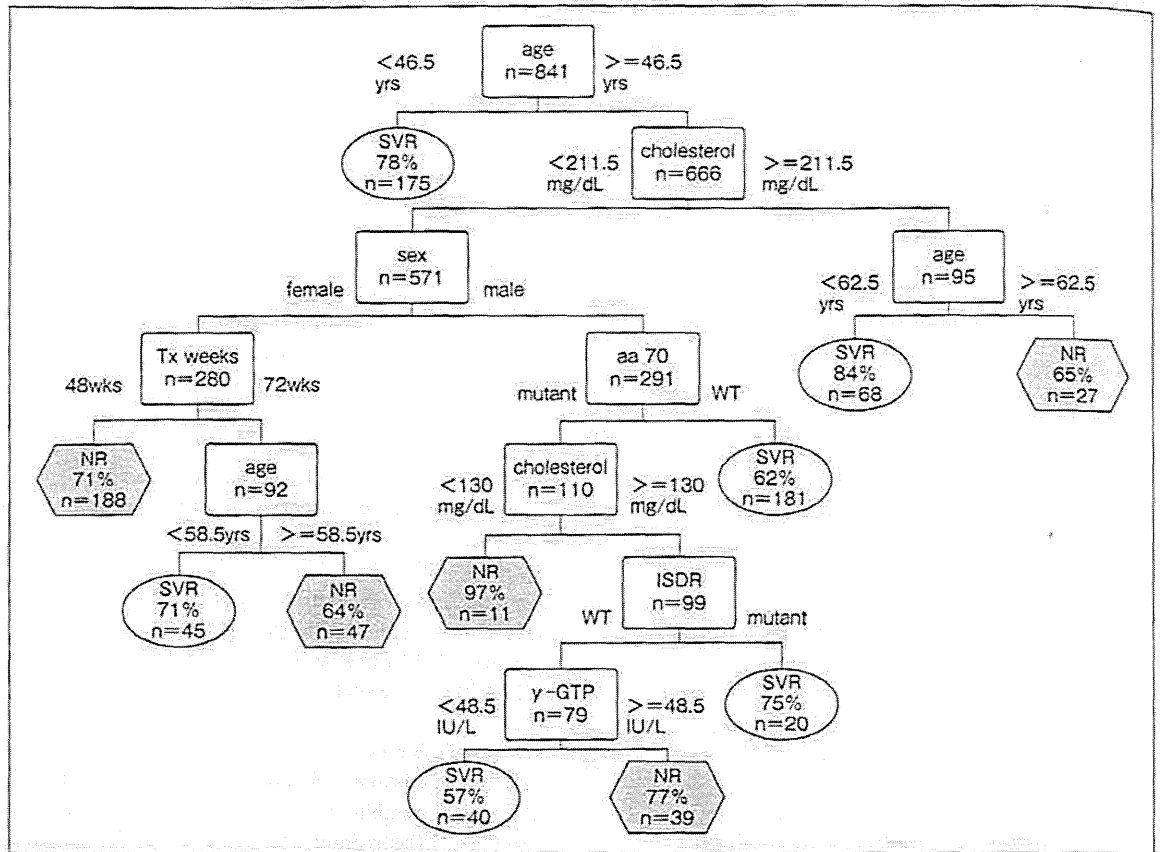 age
n=841
<46.5
yrs
>=46.5
yrs
SVR
78%
n=175
cholesterol
n=666
<211.5
mg/dL
>=211.5
mg/dL
sex
n=571
female
male
age
n=95
<62.5
yrs
>=62.5
yrs
Tx weeks
n=280
48wks
72wks
aa 70
n=291
mutant
WT
SVR
84%
n=68
NR
65%
n=27
NR
71%
n=188
age
n=92
<58.5yrs
>=58.5yrs
cholesterol
n=110
<130
mg/dL
>=130
mg/dL
SVR
62%
n=181
SVR
71%
n=45
NR
64%
n=47
NR
97%
n=11
ISDR
n=99
WT
mutant
γ-GTP
n=79
<48.5
IU/L
>=48.5
IU/L
SVR
75%
n=20
SVR
57%
n=40
NR
77%
n=39